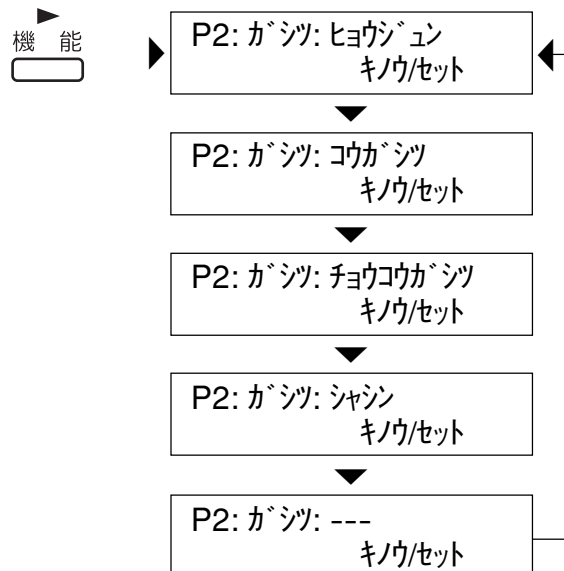 機 能
P2: ガシツ: ヒョウジュン
キノウ/セット
P2: ガシツ: コウガシツ
キノウ/セット
P2: ガシツ: チョウコウガシツ
キノウ/セット
P2: ガシツ: シャシン
キノウ/セット
P2: ガシツ: ---
キノウ/セット